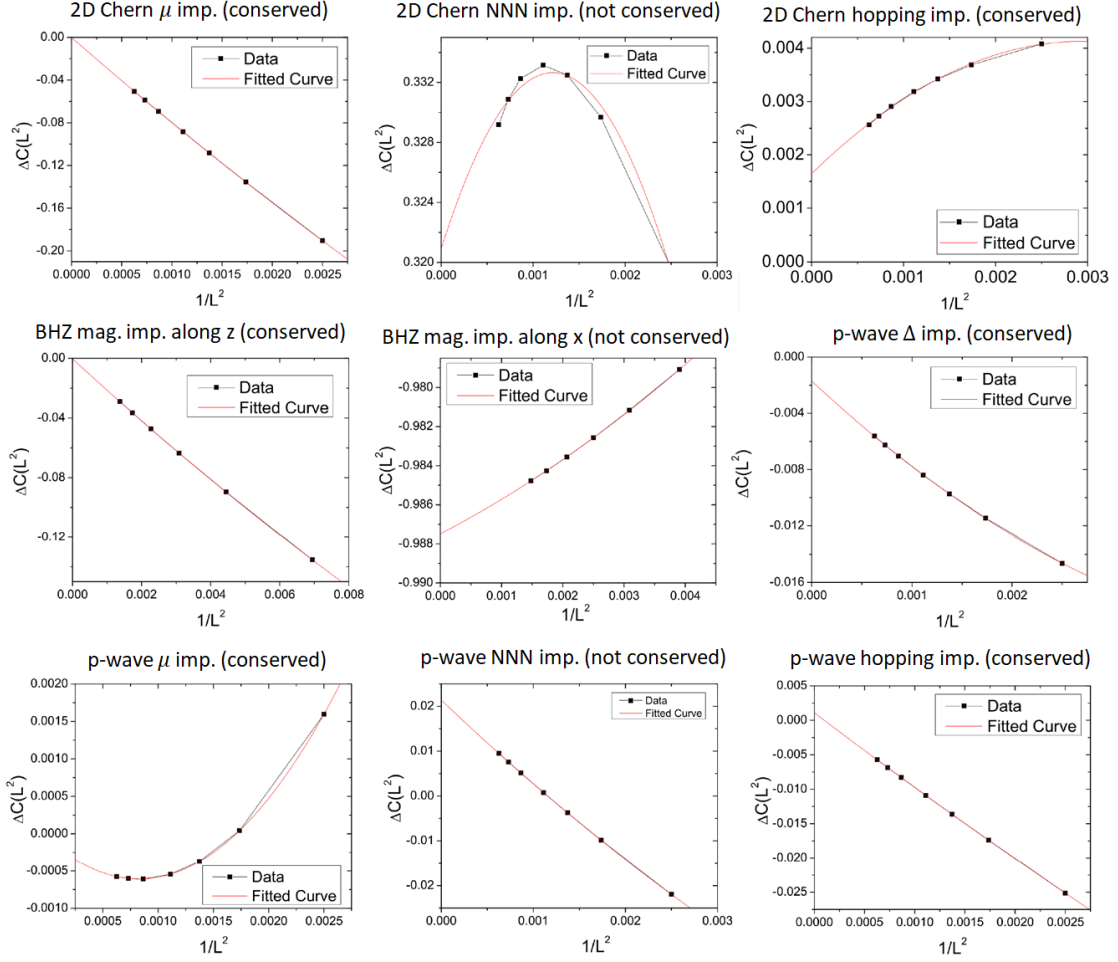 2D Chern μ imp. (conserved)
0.00
-0.04
-0.08
-0.12
-0.16
-0.20
ΔC(L²)
Data
Fitted Curve
0.0000 0.0005 0.0010 0.0015 0.0020 0.0025
1/L²
2D Chern NNN imp. (not conserved)
0.332
0.328
0.324
0.320
ΔC(L²)
Data
Fitted Curve
0.000 0.001 0.002 0.003
1/L²
2D Chern hopping imp. (conserved)
0.004
0.003
0.002
0.001
0.000
ΔC(L²)
Data
Fitted Curve
0.000 0.001 0.002 0.003
1/L²
BHZ mag. imp. along z (conserved)
0.00
-0.04
-0.08
-0.12
ΔC(L²)
Data
Fitted Curve
0.000 0.002 0.004 0.006 0.008
1/L²
BHZ mag. imp. along x (not conserved)
-0.980
-0.982
-0.984
-0.986
-0.988
-0.990
ΔC(L²)
Data
Fitted Curve
0.000 0.001 0.002 0.003 0.004
1/L²
p-wave Δ imp. (conserved)
0.000
-0.004
-0.008
-0.012
-0.016
ΔC(L²)
Data
Fitted Curve
0.000 0.001 0.002
1/L²
p-wave μ imp. (conserved)
0.0020
0.0015
0.0010
0.0005
0.0000
-0.0005
-0.0010
ΔC(L²)
Data
Fitted Curve
0.0005 0.0010 0.0015 0.0020 0.0025
1/L²
p-wave NNN imp. (not conserved)
0.02
0.01
0.00
-0.01
-0.02
ΔC(L²)
Data
Fitted Curve
0.000 0.001 0.002 0.003
1/L²
p-wave hopping imp. (conserved)
0.005
0.000
-0.005
-0.010
-0.015
-0.020
-0.025
ΔC(L²)
Data
Fitted Curve
0.0000 0.0005 0.0010 0.0015 0.0020 0.0025
1/L²